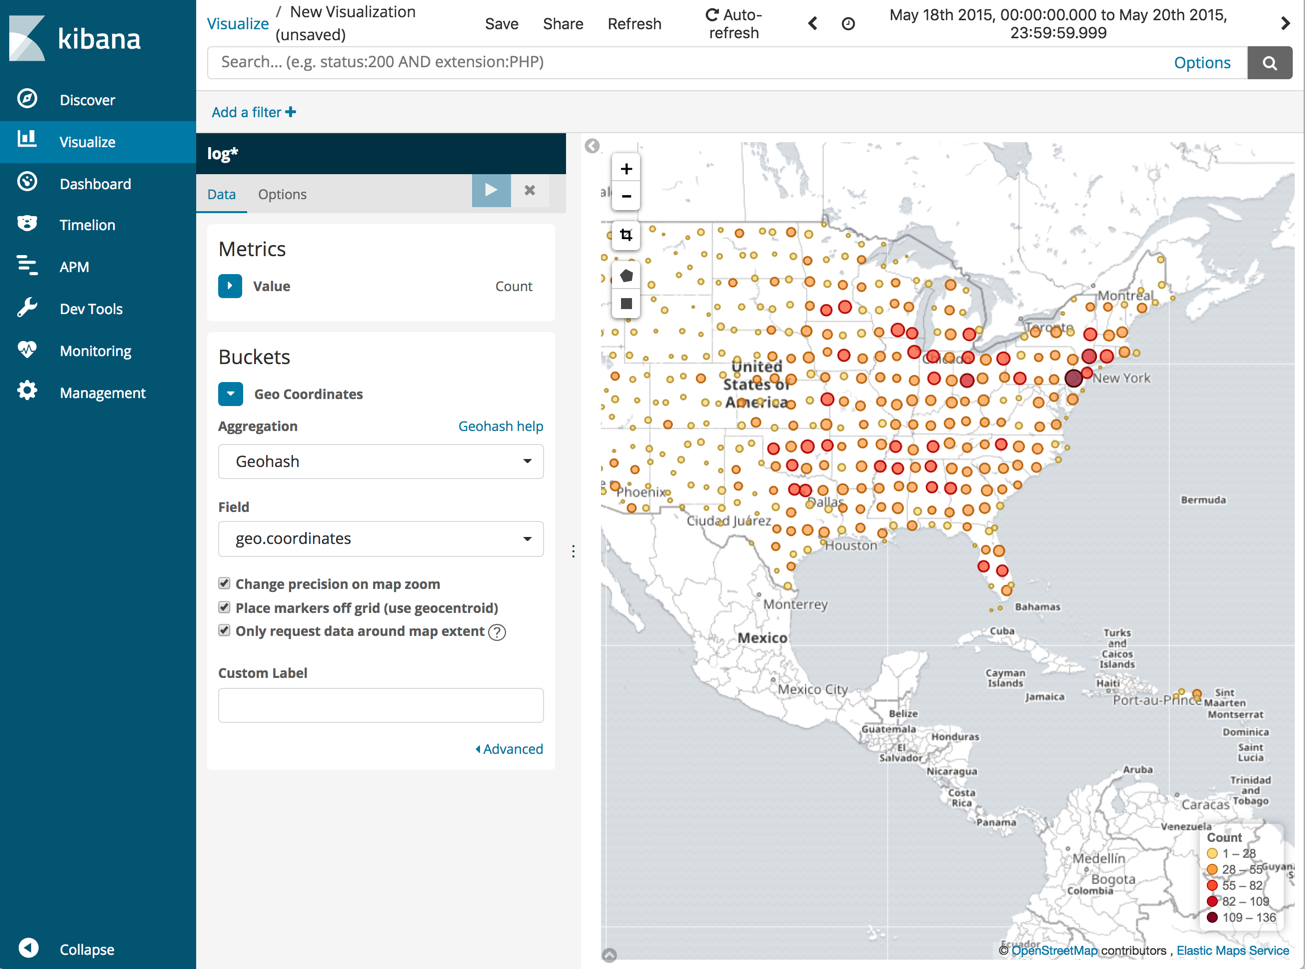 kibana
Discover
Visualize
Dashboard
Timelion
APM
Dev Tools
Monitoring
Management
Collapse
Visualize / New Visualization
(unsaved)
Save
Share
Refresh
Auto-
refresh
May 18th 2015, 00:00:00.000 to May 20th 2015,
23:59:59.999
Search... (e.g. status:200 AND extension:PHP)
Options
Add a filter +
log*
Data
Options
Metrics
Value
Count
Buckets
Geo Coordinates
Aggregation
Geohash help
Geohash
Field
geo.coordinates
Change precision on map zoom
Place markers off grid (use geocentroid)
Only request data around map extent ?
Custom Label
Advanced
+
−
Montreal
Toronto
United
States of
America
New York
Phoenix
Dallas
Ciudad Juárez
Houston
Bermuda
Monterrey
Bahamas
Mexico
Cuba
Turks
and
Caicos
Islands
Cayman
Islands
Haiti
Mexico City
Jamaica
Port-au-Prince
Sint
Maarten
Montserrat
Belize
Guatemala
Honduras
Dominica
El
Salvador
Saint
Lucia
Nicaragua
Aruba
Trinidad
and
Tobago
Costa
Rica
Caracas
Panama
Venezuela
Medellín
Bogota
Colombia
Ecuador
Count
1 – 28
28 – 55
55 – 82
82 – 109
109 – 136
© OpenStreetMap contributors , Elastic Maps Service